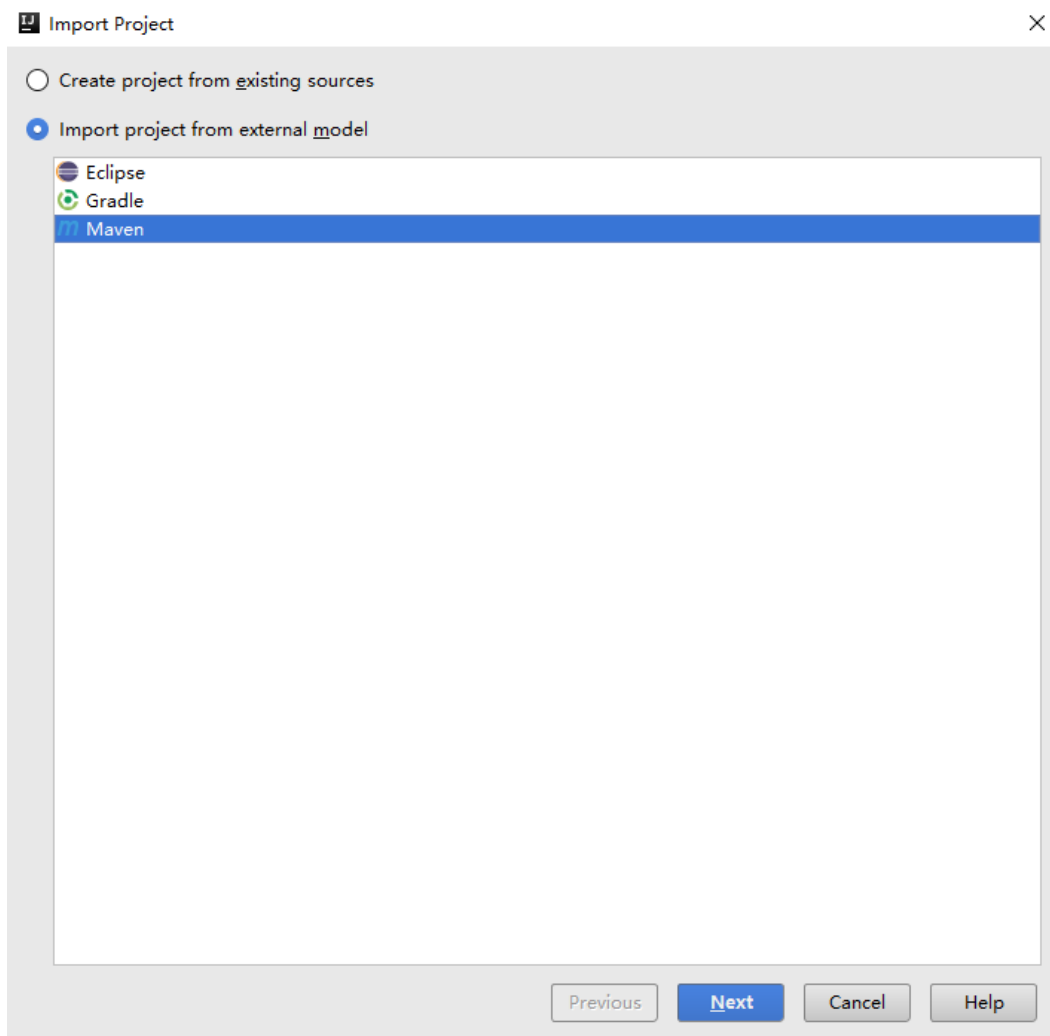 IJ Import Project
Create project from existing sources
Import project from external model
Eclipse
Gradle
m Maven
Previous Next Cancel Help